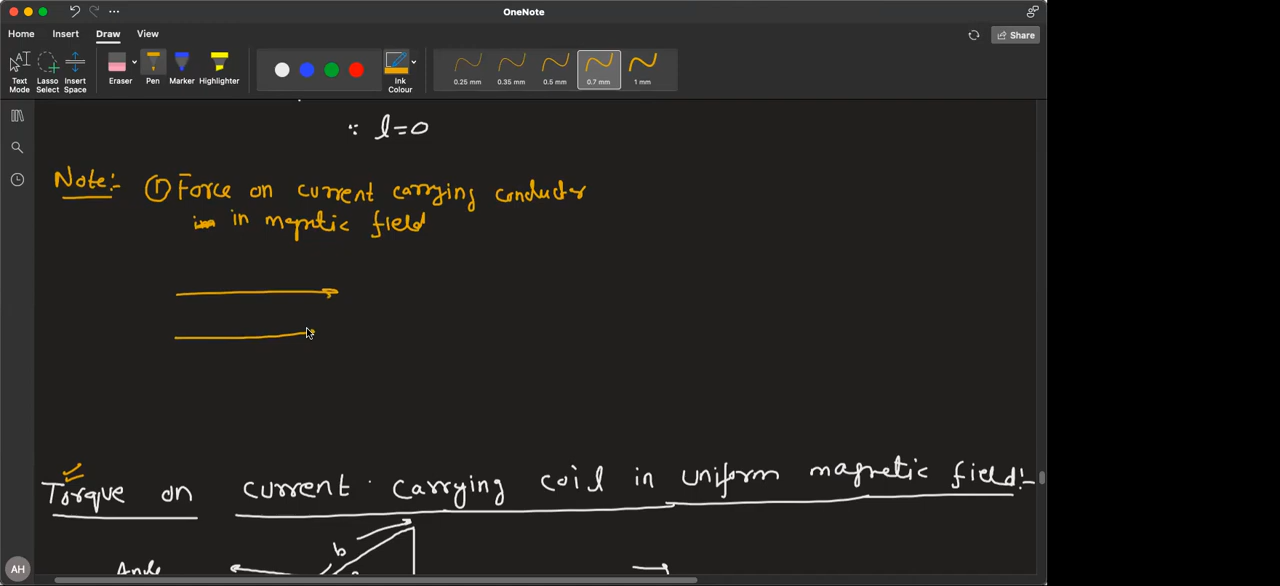 OneNote
Home Insert Draw View
Share
Text Mode
Lasso Select
Insert Space
Eraser
Pen
Marker
Highlighter
Ink Colour
0.25 mm
0.35 mm
0.5 mm
0.7 mm
1 mm
∵ l=0
Note:- ① Force on current carrying conductor
in magnetic field
Torque on current carrying coil in uniform magnetic field:-
b
Angle
AH